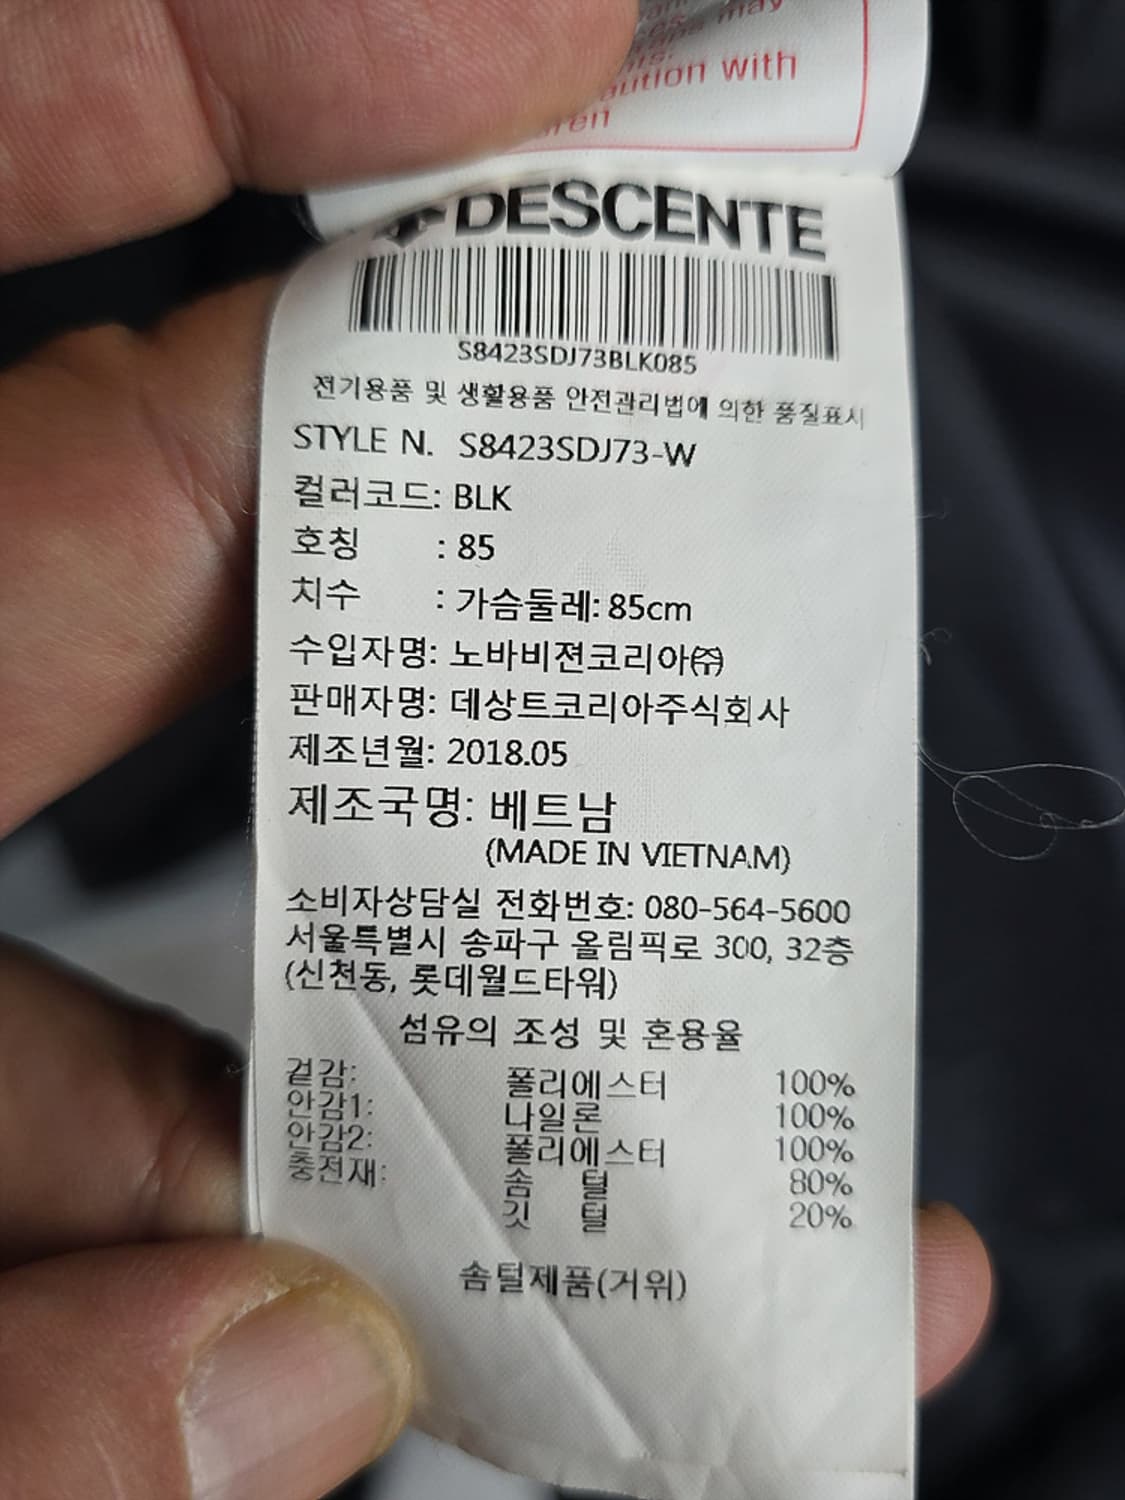 may
ution with
ren
DESCENTE
S8423SDJ73BLK085
전기용품 및 생활용품 안전관리법에 의한 품질표시
STYLE N. S8423SDJ73-W
컬러코드: BLK
호칭 : 85
치수 : 가슴둘레: 85cm
수입자명: 노바비젼코리아㈜
판매자명: 데상트코리아주식회사
제조년월: 2018.05
제조국명: 베트남
(MADE IN VIETNAM)
소비자상담실 전화번호: 080-564-5600
서울특별시 송파구 올림픽로 300, 32층
(신천동, 롯데월드타워)
섬유의 조성 및 혼용율
겉감: 폴리에스터 100%
안감1: 나일론 100%
안감2: 폴리에스터 100%
충전재: 솜 털 80%
깃 털 20%
솜털제품(거위)